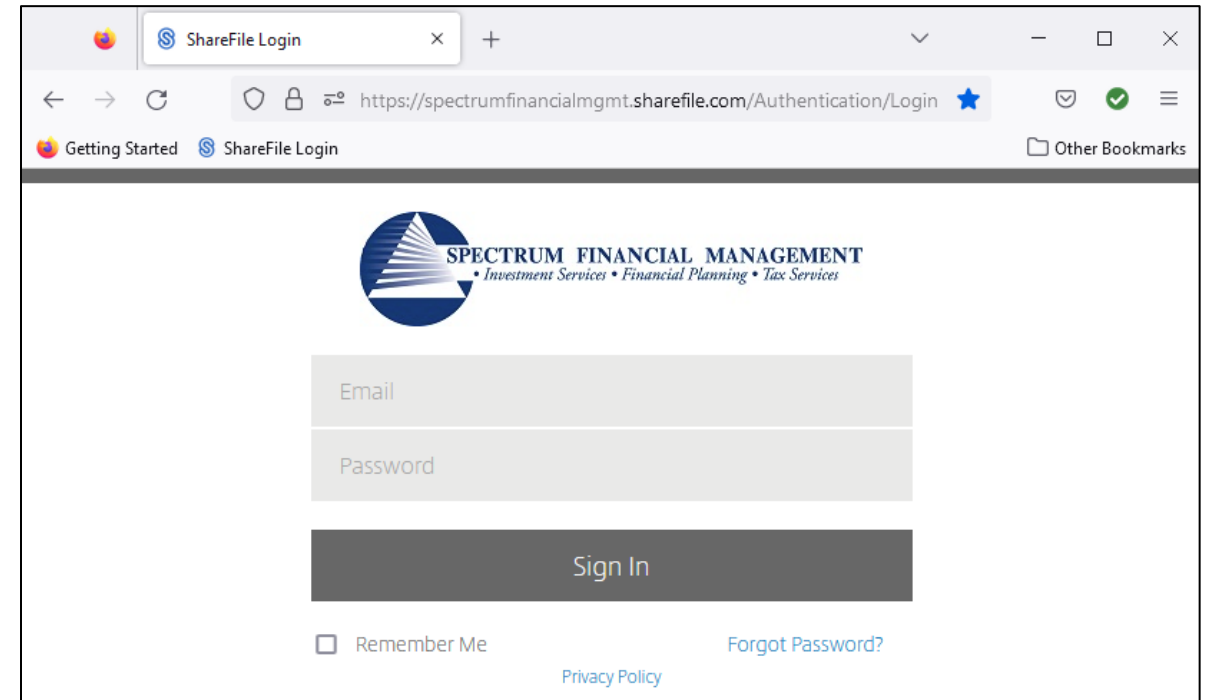 ShareFile Login
https://spectrumfinancialmgmt.sharefile.com/Authentication/Login
Getting Started ShareFile Login Other Bookmarks
SPECTRUM FINANCIAL MANAGEMENT
• Investment Services • Financial Planning • Tax Services
Email
Password
Sign In
Remember Me Forgot Password?
Privacy Policy